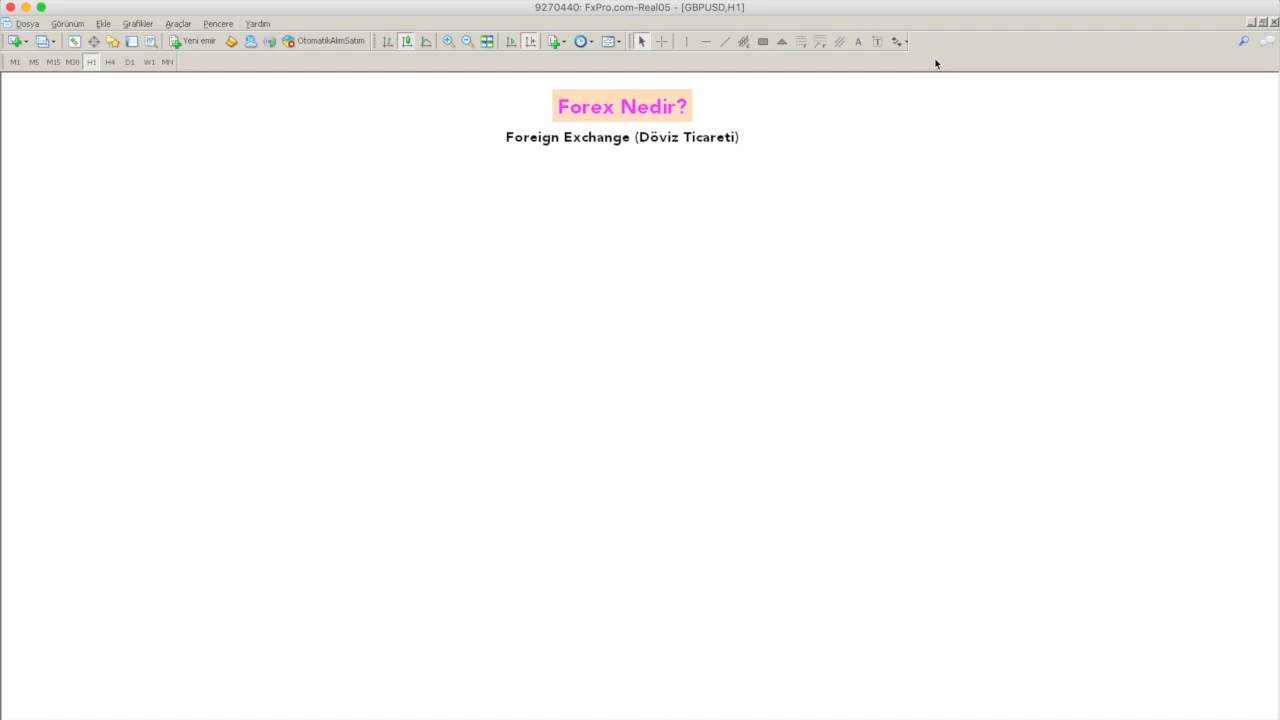 9270440: FxPro.com-Real05 - [GBPUSD,H1]
Dosya Görünüm Ekle Grafikler Araçlar Pencere Yardım
Yeni emir OtomatikAlimSatim
A T
M1 M5 M15 M30 H1 H4 D1 W1 MN
Forex Nedir?
Foreign Exchange (Döviz Ticareti)